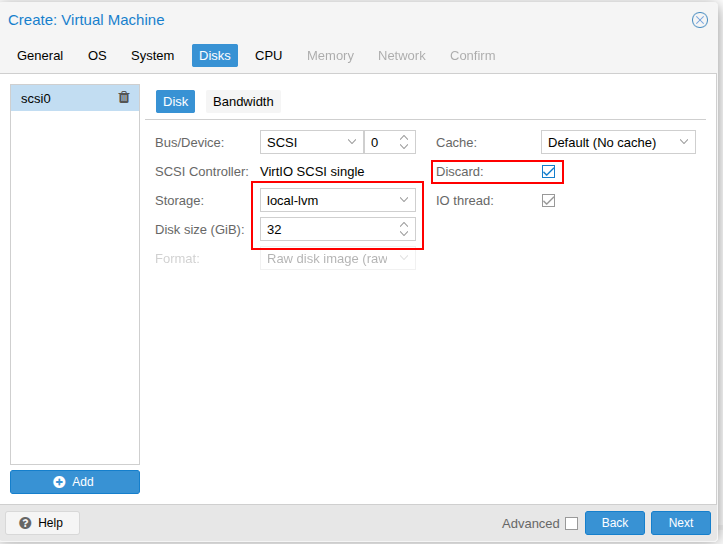 Create: Virtual Machine
General OS System Disks CPU Memory Network Confirm
scsi0
Disk Bandwidth
Bus/Device: SCSI 0 Cache: Default (No cache)
SCSI Controller: VirtIO SCSI single Discard:
Storage: local-lvm IO thread:
Disk size (GiB): 32
Format: Raw disk image (raw
Add
Help Advanced Back Next